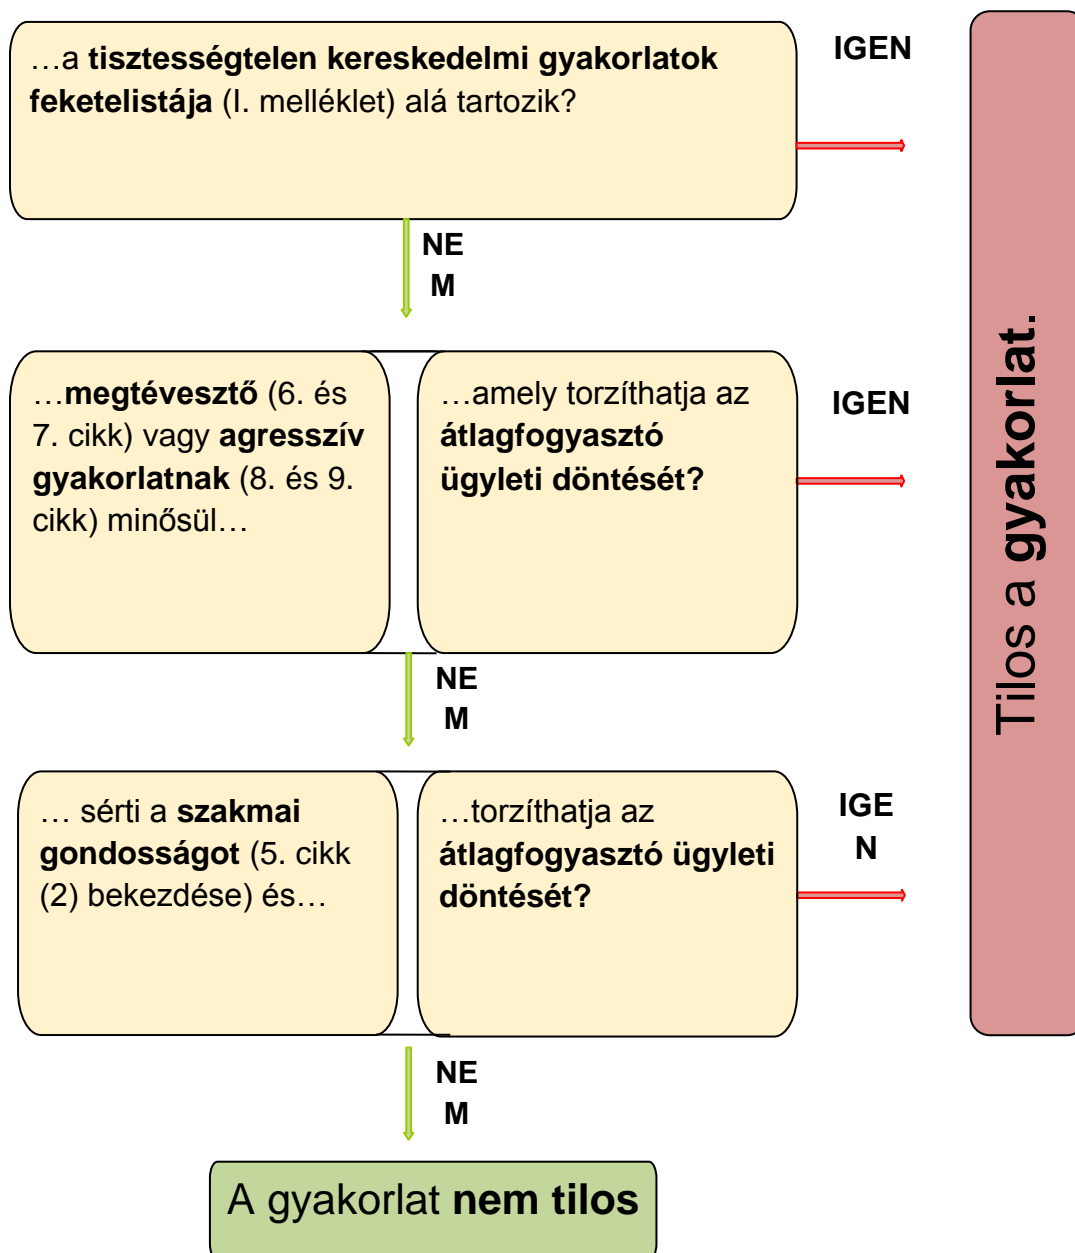 …a tisztességtelen kereskedelmi gyakorlatok
feketelistája (I. melléklet) alá tartozik?
IGEN
NE
M
…megtévesztő (6. és
7. cikk) vagy agresszív
gyakorlatnak (8. és 9.
cikk) minősül…
…amely torzíthatja az
átlagfogyasztó
ügyleti döntését?
IGEN
NE
M
… sérti a szakmai
gondosságot (5. cikk
(2) bekezdése) és…
…torzíthatja az
átlagfogyasztó ügyleti
döntését?
IGE
N
NE
M
A gyakorlat nem tilos
Tilos a gyakorlat.